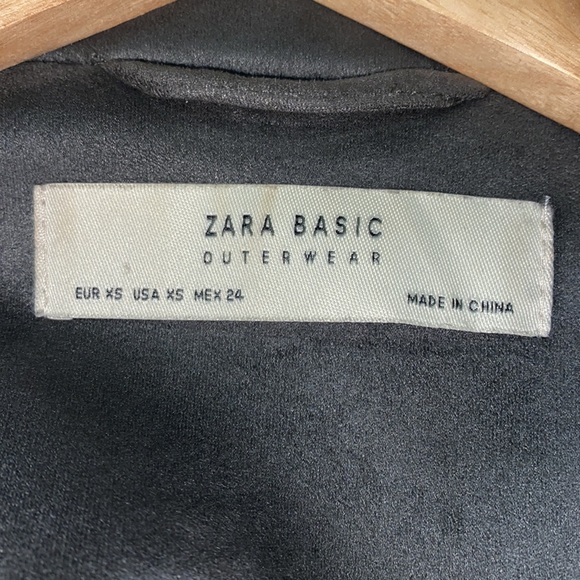 ZARA BASIC
OUTERWEAR
EUR XS USA XS MEX 24 MADE IN CHINA